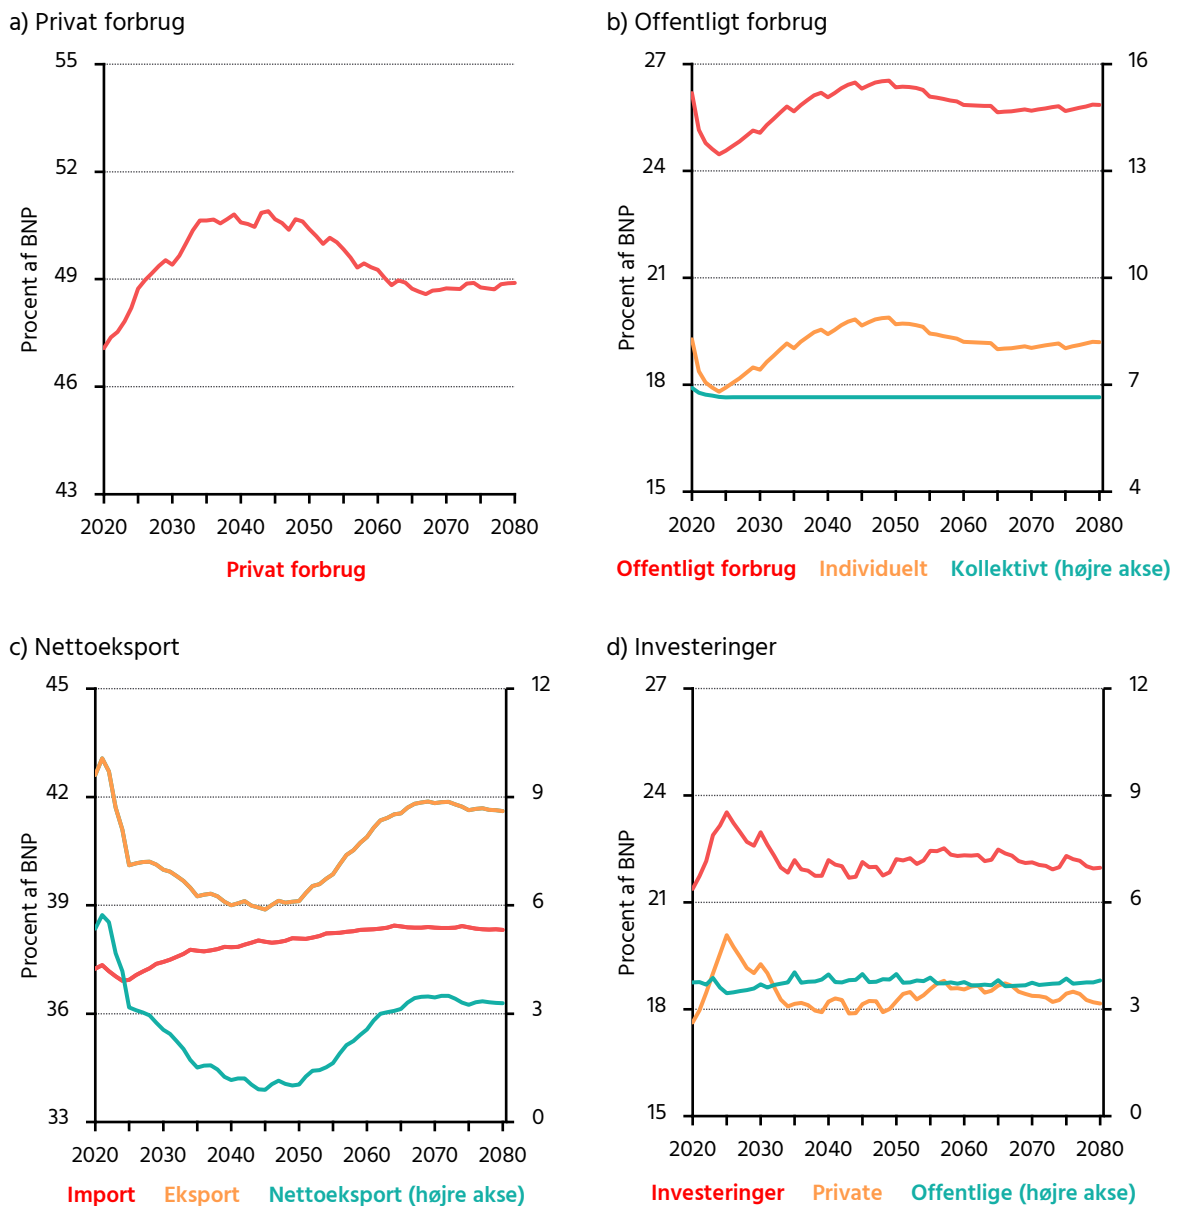 a) Privat forbrug
55
52
49
46
43
Procent af BNP
2020 2030 2040 2050 2060 2070 2080
Privat forbrug
b) Offentligt forbrug
27 16
24 13
21 10
18 7
15 4
Procent af BNP
2020 2030 2040 2050 2060 2070 2080
Offentligt forbrug Individuelt Kollektivt (højre akse)
c) Nettoeksport
45 12
42 9
39 6
36 3
33 0
Procent af BNP
2020 2030 2040 2050 2060 2070 2080
Import Eksport Nettoeksport (højre akse)
d) Investeringer
27 12
24 9
21 6
18 3
15 0
Procent af BNP
2020 2030 2040 2050 2060 2070 2080
Investeringer Private Offentlige (højre akse)